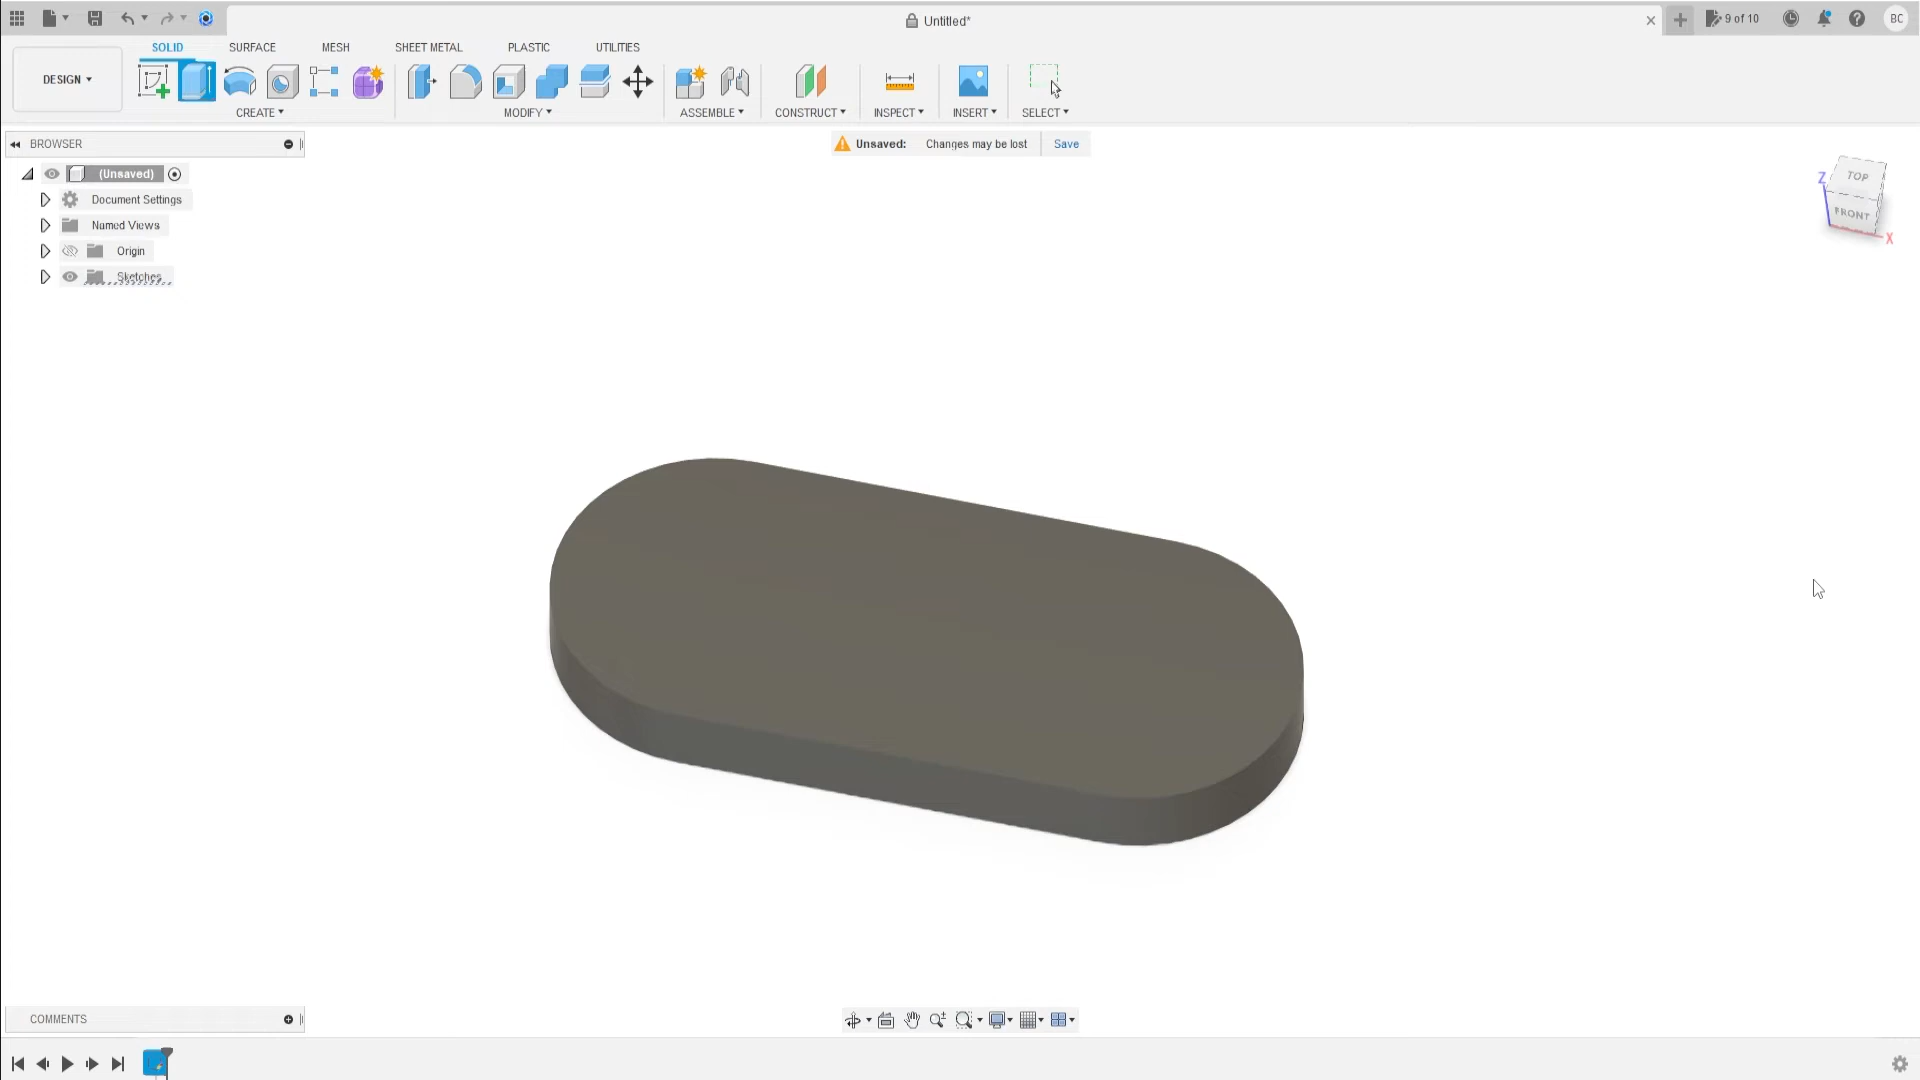 Untitled*
9 of 10
BC
DESIGN
SOLID
SURFACE
MESH
SHEET METAL
PLASTIC
UTILITIES
CREATE
MODIFY
ASSEMBLE
CONSTRUCT
INSPECT
INSERT
SELECT
BROWSER
Unsaved: Changes may be lost Save
(Unsaved)
Document Settings
Named Views
Origin
Sketches
TOP
FRONT
Z
X
COMMENTS